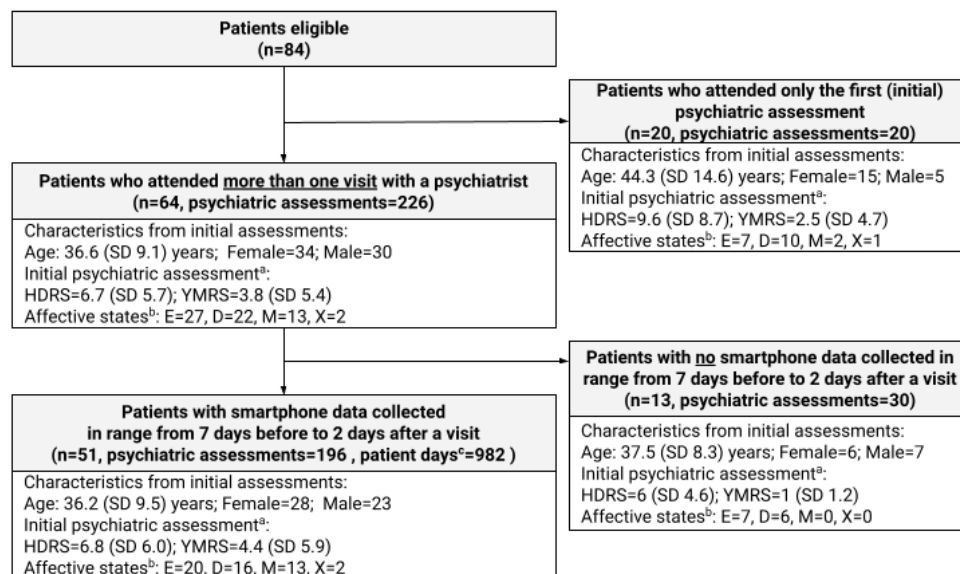 Patients eligible
(n=84)
Patients who attended only the first (initial)
psychiatric assessment
(n=20, psychiatric assessments=20)
Characteristics from initial assessments:
Age: 44.3 (SD 14.6) years; Female=15; Male=5
Initial psychiatric assessmentᵃ:
HDRS=9.6 (SD 8.7); YMRS=2.5 (SD 4.7)
Affective statesᵇ: E=7, D=10, M=2, X=1
Patients who attended more than one visit with a psychiatrist
(n=64, psychiatric assessments=226)
Characteristics from initial assessments:
Age: 36.6 (SD 9.1) years; Female=34; Male=30
Initial psychiatric assessmentᵃ:
HDRS=6.7 (SD 5.7); YMRS=3.8 (SD 5.4)
Affective statesᵇ: E=27, D=22, M=13, X=2
Patients with no smartphone data collected in
range from 7 days before to 2 days after a visit
(n=13, psychiatric assessments=30)
Characteristics from initial assessments:
Age: 37.5 (SD 8.3) years; Female=6; Male=7
Initial psychiatric assessmentᵃ:
HDRS=6 (SD 4.6); YMRS=1 (SD 1.2)
Affective statesᵇ: E=7, D=6, M=0, X=0
Patients with smartphone data collected
in range from 7 days before to 2 days after a visit
(n=51, psychiatric assessments=196 , patient daysᶜ=982 )
Characteristics from initial assessments:
Age: 36.2 (SD 9.5) years; Female=28; Male=23
Initial psychiatric assessmentᵃ:
HDRS=6.8 (SD 6.0); YMRS=4.4 (SD 5.9)
Affective statesᵇ: E=20, D=16, M=13, X=2